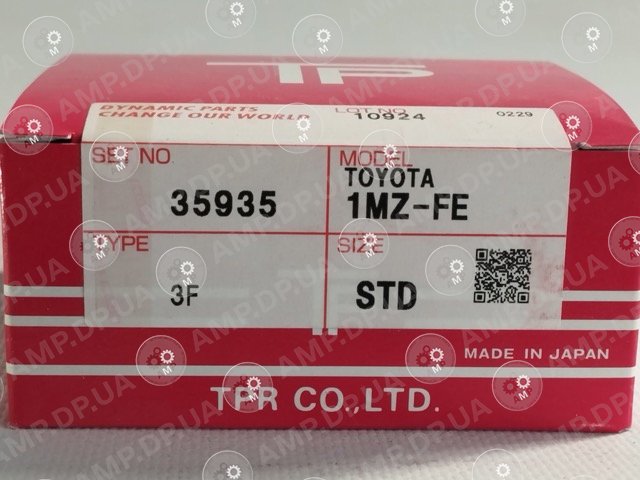 TP
DYNAMIC PARTS
CHANGE OUR WORLD
LOT.NO
10924
0229
SET NO
35935
MODEL
TOYOTA
1MZ-FE
TYPE
3F
SIZE
STD
MADE IN JAPAN
TPR CO.,LTD.
AMP.DP.UA